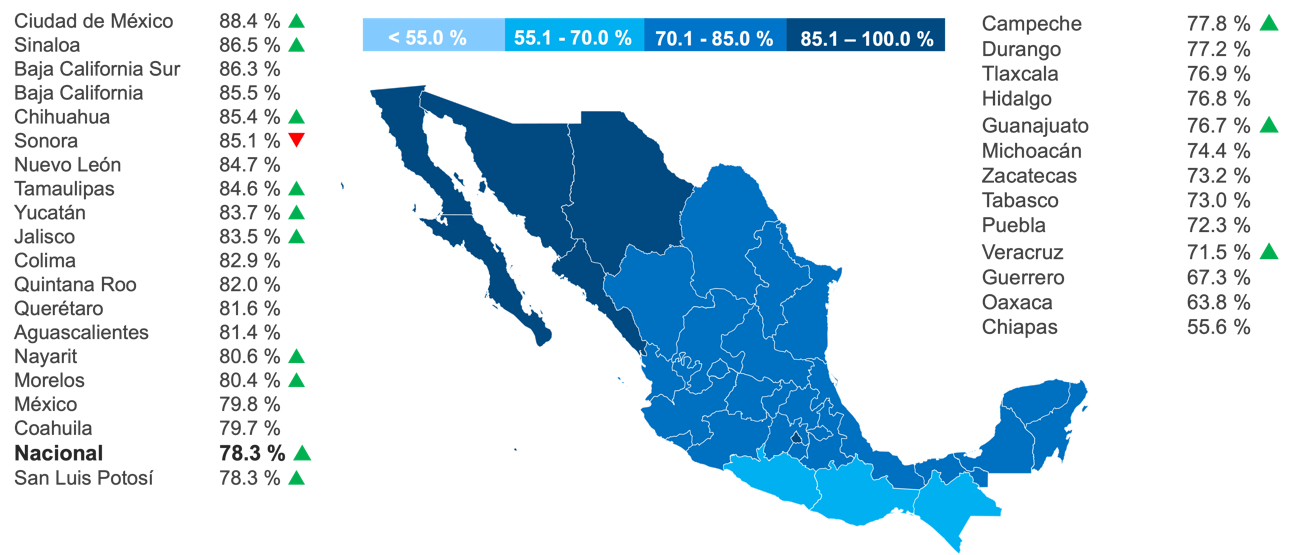 Ciudad de México 88.4 % ▲
Sinaloa 86.5 % ▲
Baja California Sur 86.3 %
Baja California 85.5 %
Chihuahua 85.4 % ▲
Sonora 85.1 % ▼
Nuevo León 84.7 %
Tamaulipas 84.6 % ▲
Yucatán 83.7 % ▲
Jalisco 83.5 % ▲
Colima 82.9 %
Quintana Roo 82.0 %
Querétaro 81.6 %
Aguascalientes 81.4 %
Nayarit 80.6 % ▲
Morelos 80.4 % ▲
México 79.8 %
Coahuila 79.7 %
Nacional 78.3 % ▲
San Luis Potosí 78.3 % ▲
< 55.0 % 55.1 - 70.0 % 70.1 - 85.0 % 85.1 – 100.0 %
Campeche 77.8 % ▲
Durango 77.2 %
Tlaxcala 76.9 %
Hidalgo 76.8 %
Guanajuato 76.7 % ▲
Michoacán 74.4 %
Zacatecas 73.2 %
Tabasco 73.0 %
Puebla 72.3 %
Veracruz 71.5 % ▲
Guerrero 67.3 %
Oaxaca 63.8 %
Chiapas 55.6 %